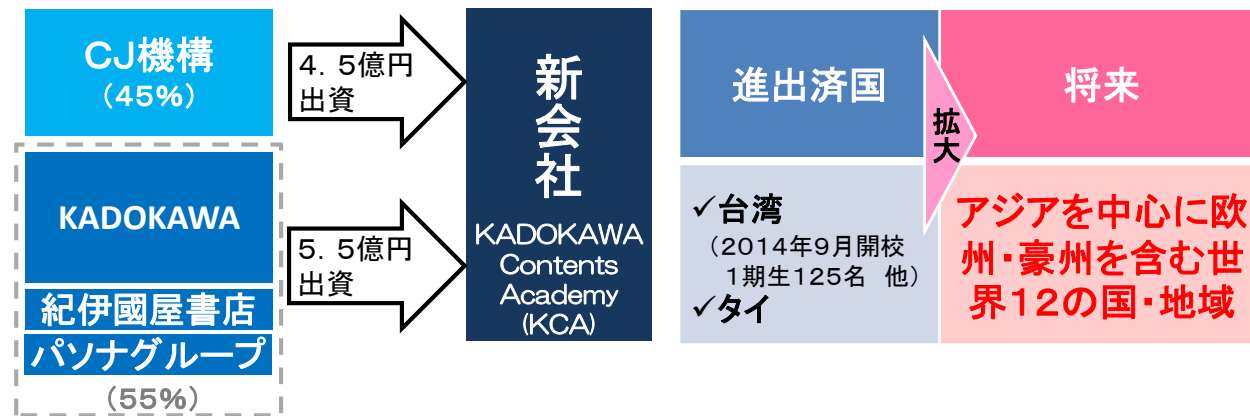 CJ機構
(45%)
KADOKAWA
紀伊國屋書店
パソナグループ
(55%)
4．5億円
出資
5．5億円
出資
新会社
KADOKAWA
Contents
Academy
(KCA)
進出済国
拡大
将来
✓台湾
（2014年9月開校
1期生125名　他）
✓タイ
アジアを中心に欧
州・豪州を含む世
界12の国・地域